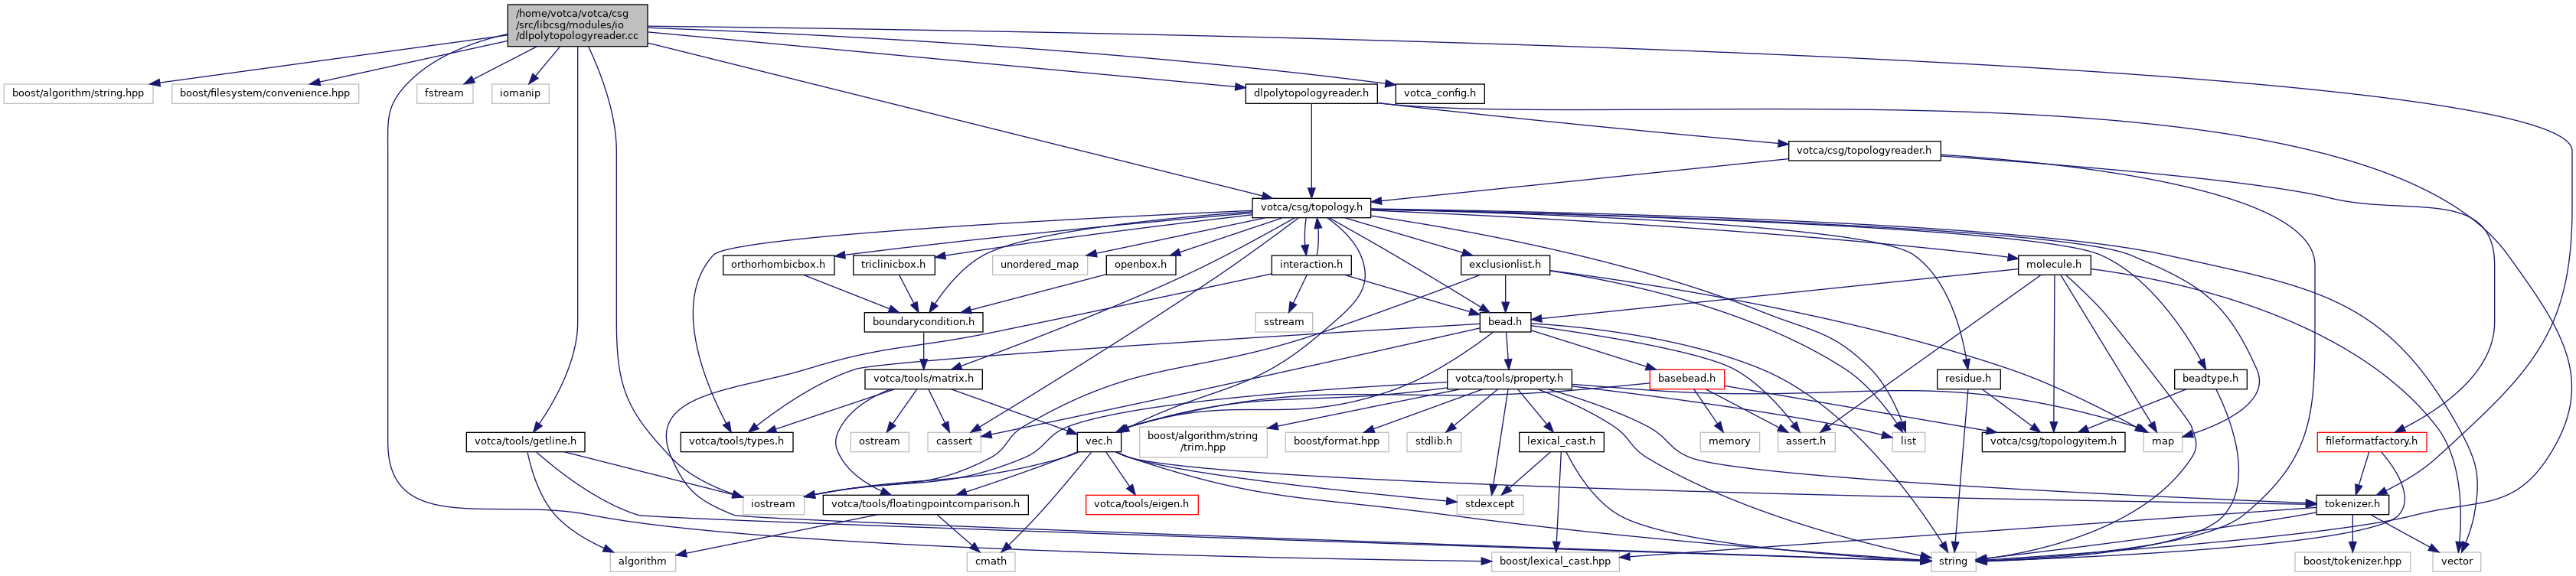 /home/votca/votca/csg
/src/libcsg/modules/io
/dlpolytopologyreader.cc
boost/algorithm/string.hpp
boost/filesystem/convenience.hpp
fstream
iomanip
dlpolytopologyreader.h
votca_config.h
votca/csg/topologyreader.h
votca/csg/topology.h
orthorhombicbox.h
triclinicbox.h
unordered_map
openbox.h
interaction.h
exclusionlist.h
molecule.h
boundarycondition.h
sstream
bead.h
votca/tools/matrix.h
votca/tools/property.h
basebead.h
residue.h
beadtype.h
votca/tools/getline.h
votca/tools/types.h
ostream
cassert
vec.h
boost/algorithm/string
/trim.hpp
boost/format.hpp
stdlib.h
lexical_cast.h
memory
assert.h
list
votca/csg/topologyitem.h
map
fileformatfactory.h
iostream
votca/tools/floatingpointcomparison.h
votca/tools/eigen.h
stdexcept
tokenizer.h
algorithm
cmath
boost/lexical_cast.hpp
string
boost/tokenizer.hpp
vector